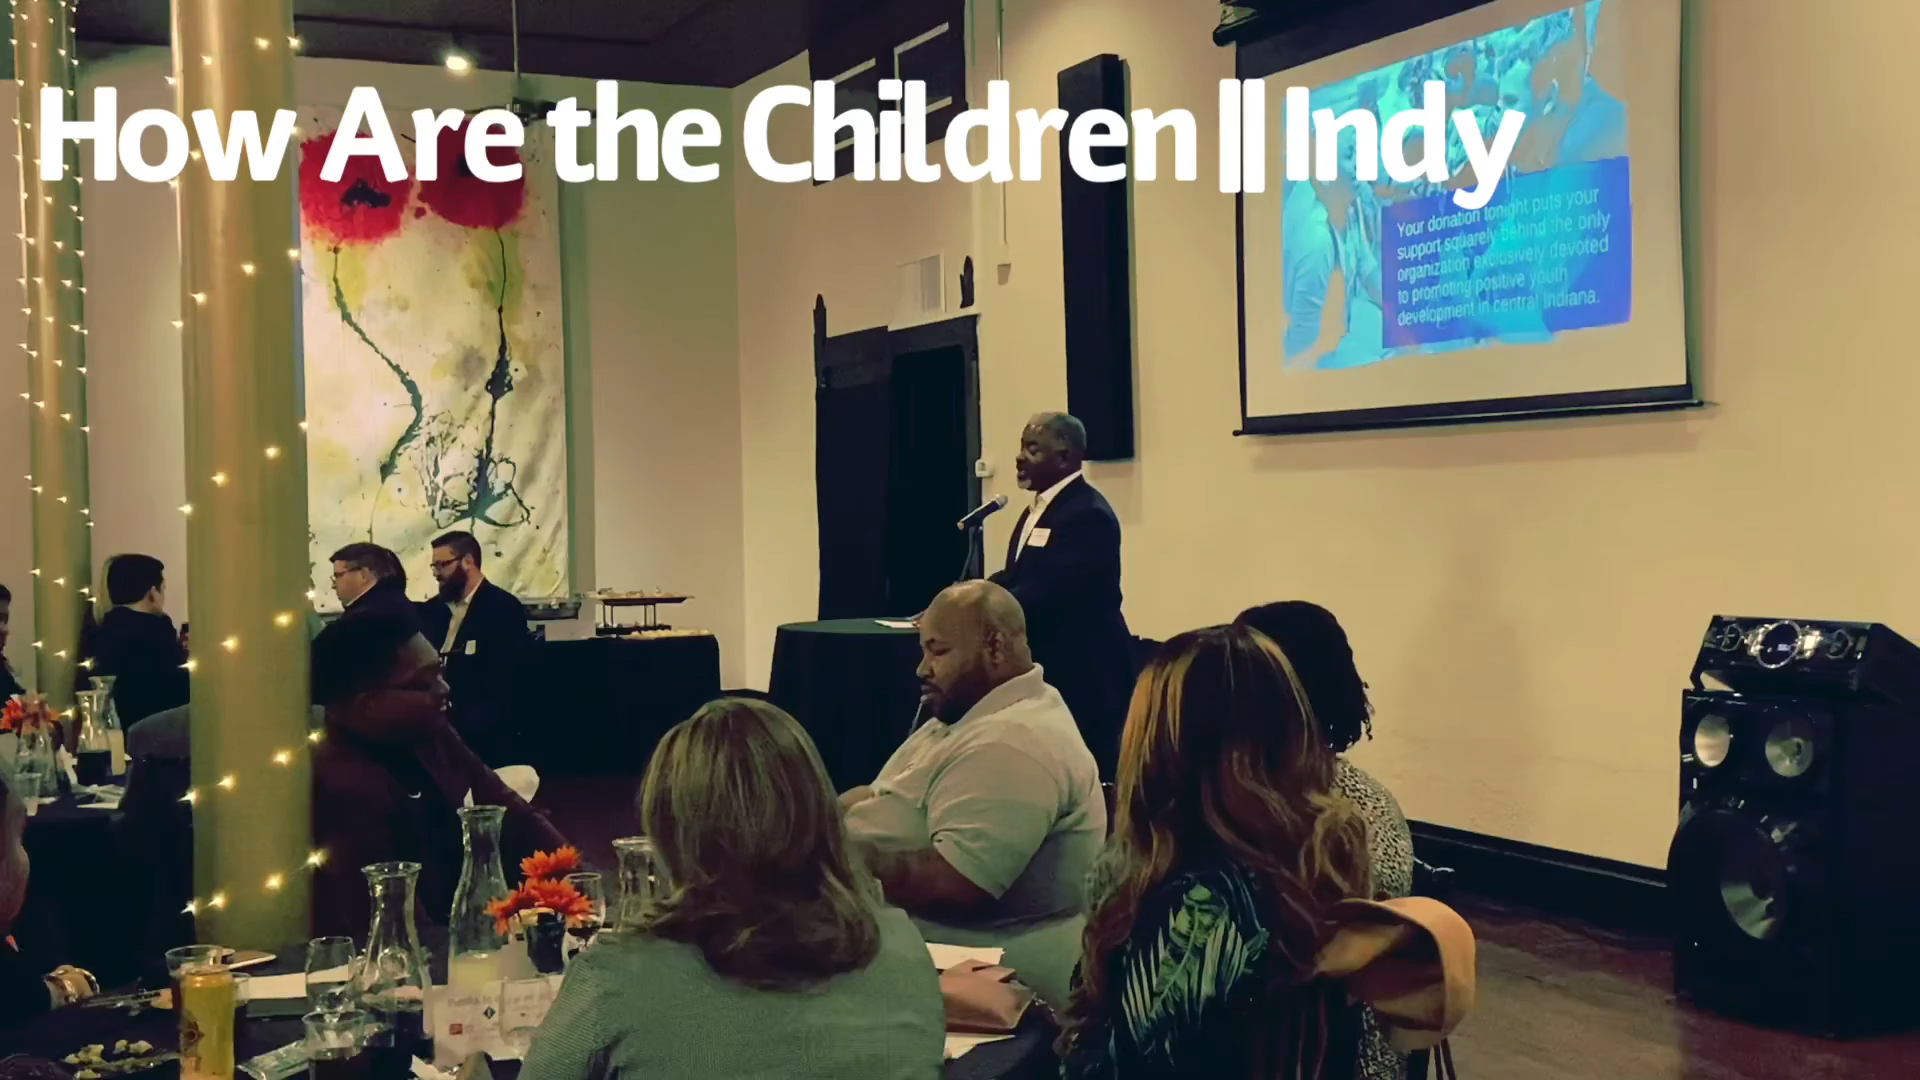 How Are the Children || Indy
Your donation tonight puts your
support squarely behind the only
organization exclusively devoted
to promoting positive youth
development in central Indiana.